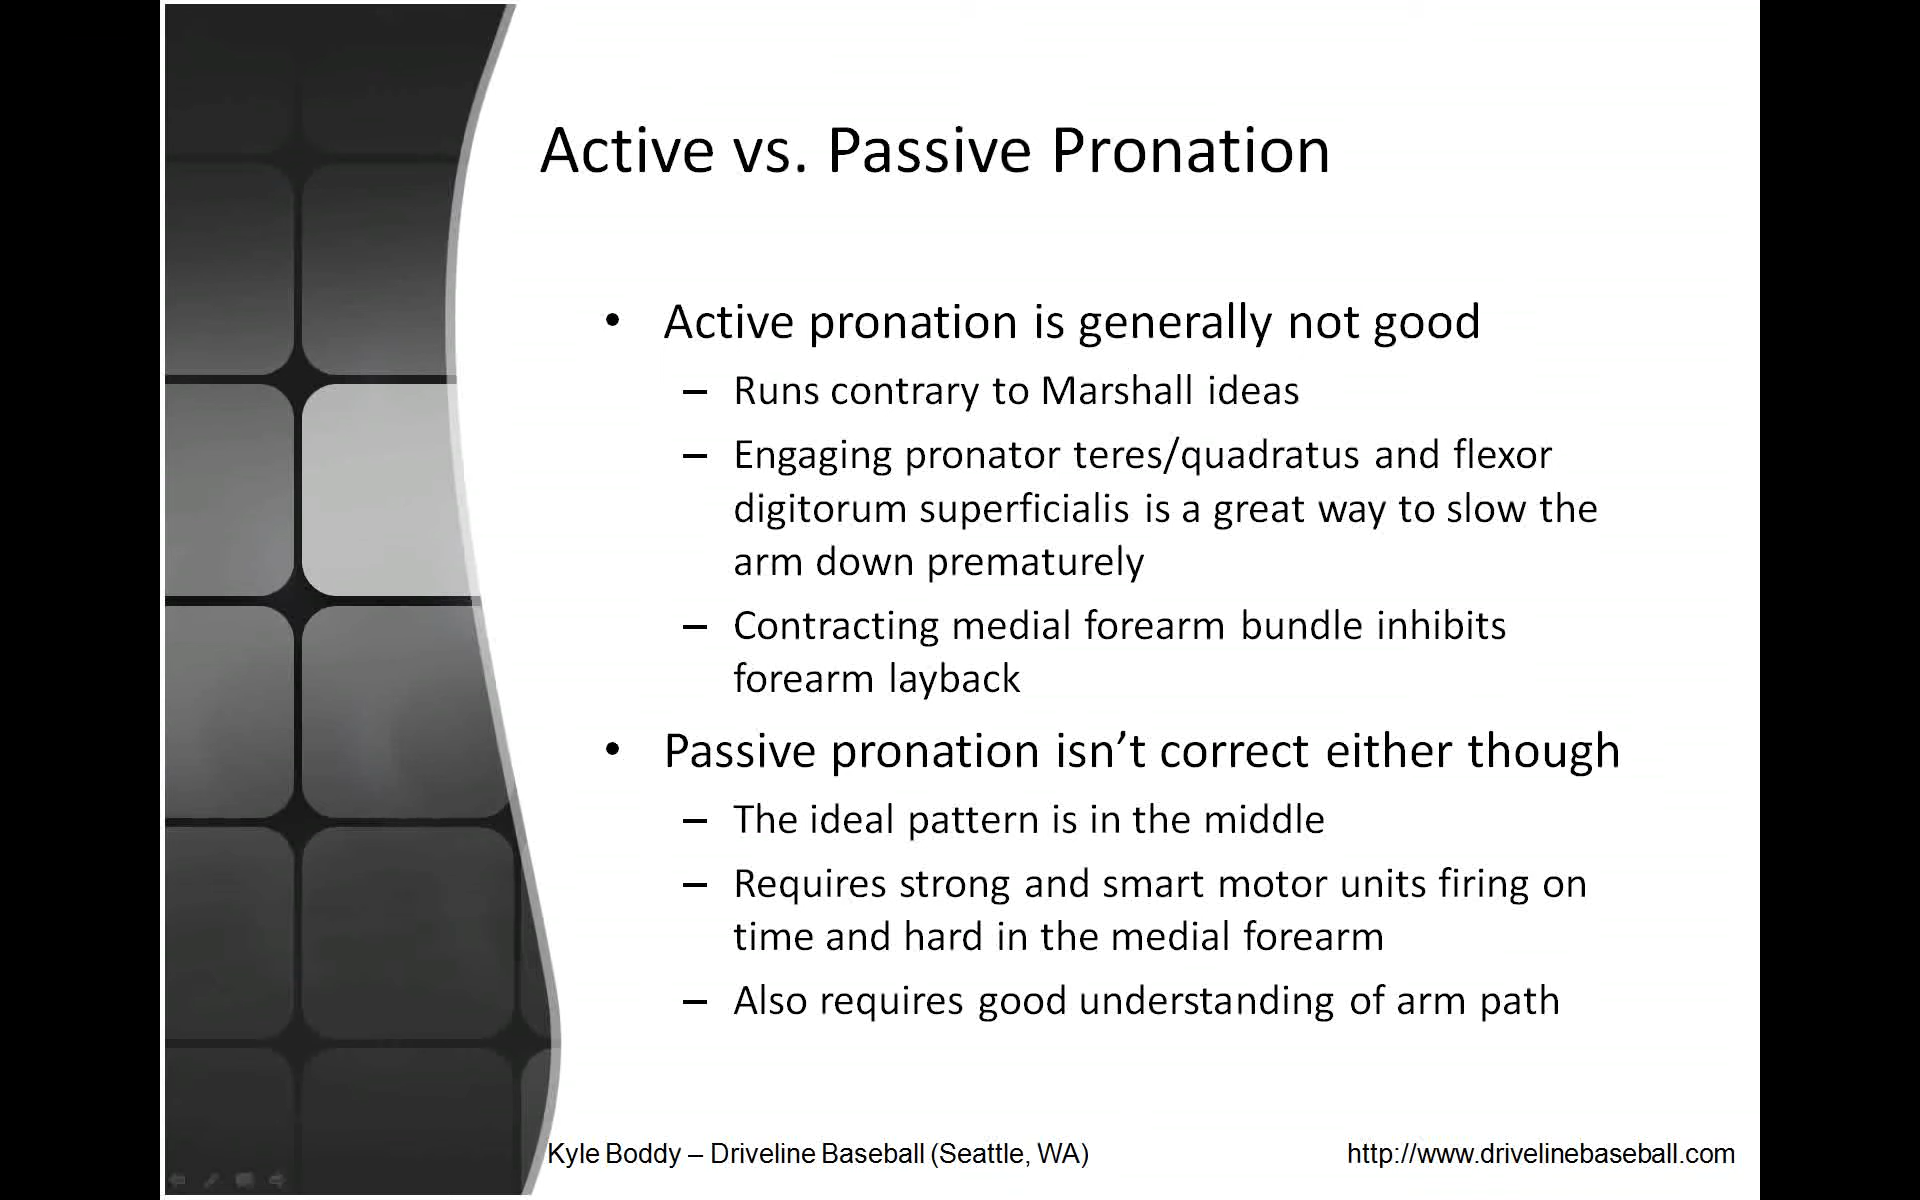 Active vs. Passive Pronation
• Active pronation is generally not good
– Runs contrary to Marshall ideas
– Engaging pronator teres/quadratus and flexor
digitorum superficialis is a great way to slow the
arm down prematurely
– Contracting medial forearm bundle inhibits
forearm layback
• Passive pronation isn’t correct either though
– The ideal pattern is in the middle
– Requires strong and smart motor units firing on
time and hard in the medial forearm
– Also requires good understanding of arm path
Kyle Boddy – Driveline Baseball (Seattle, WA)
http://www.drivelinebaseball.com